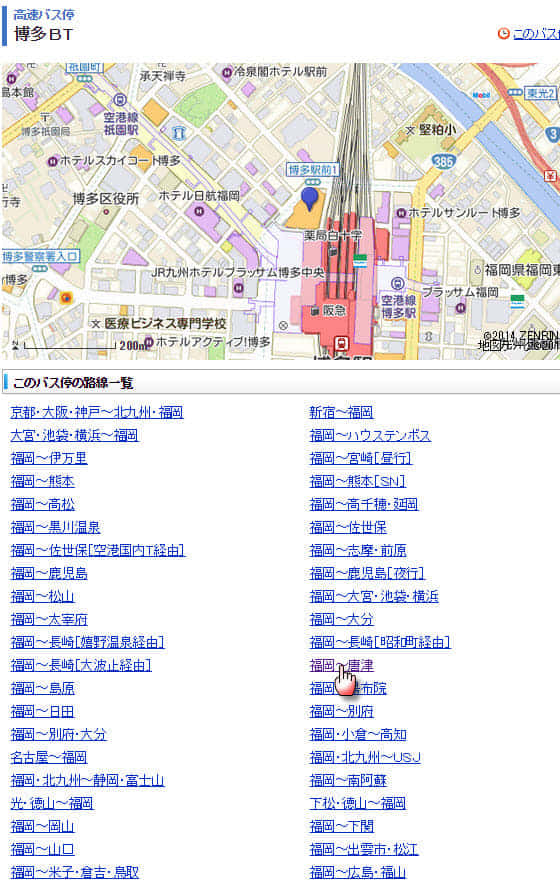 高速バス停
博多BT
このバス停
祇園町
承天禅寺
冷泉閣ホテル駅前
島本館
空港線
祇園駅
博多祇園局
Mobil
東光2
堅粕小
385
3
ホテルスカイコート博多
博多駅前1
博多区役所
ホテル日航福岡
ホテルサンルート博多
薬局白十字
博多警察署入口
JR九州ホテルブラッサム博多中央
福岡県福岡東
空港線
博多駅
ブラッサム福岡
阪急
医療ビジネス専門学校
200m
ホテルアクティブ!博多
博多駅
©2014 ZENRIN
このバス停の路線一覧
京都・大阪・神戸～北九州・福岡
新宿～福岡
大宮・池袋・横浜～福岡
福岡～ハウステンボス
福岡～伊万里
福岡～宮崎[昼行]
福岡～熊本
福岡～熊本[SN]
福岡～高松
福岡～高千穂・延岡
福岡～黒川温泉
福岡～佐世保
福岡～佐世保[空港国内T経由]
福岡～志摩・前原
福岡～鹿児島
福岡～鹿児島[夜行]
福岡～松山
福岡～大宮・池袋・横浜
福岡～太宰府
福岡～大分
福岡～長崎[嬉野温泉経由]
福岡～長崎[昭和町経由]
福岡～長崎[大波止経由]
福岡～唐津
福岡～島原
福岡 布院
福岡～日田
福岡～別府
福岡～別府・大分
福岡・小倉～高知
名古屋～福岡
福岡・北九州～USJ
福岡・北九州～静岡・富士山
福岡～南阿蘇
光・徳山～福岡
下松・徳山～福岡
福岡～岡山
福岡～下関
福岡～山口
福岡～出雲市・松江
福岡～米子・倉吉・鳥取
福岡～広島・福山